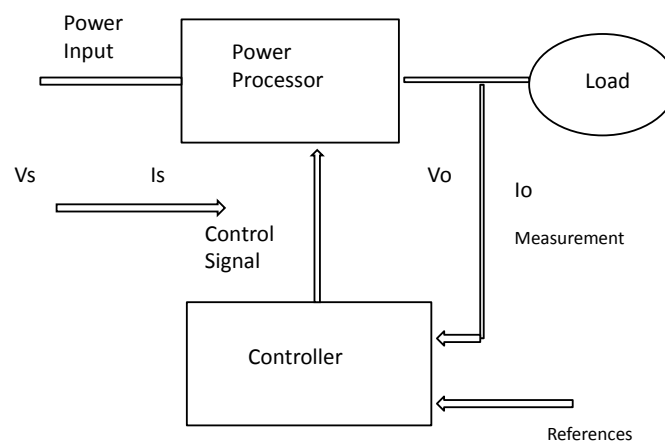 Power
Input
Power
Processor
Load
Vs
Is
Vo
Io
Control
Signal
Measurement
Controller
References